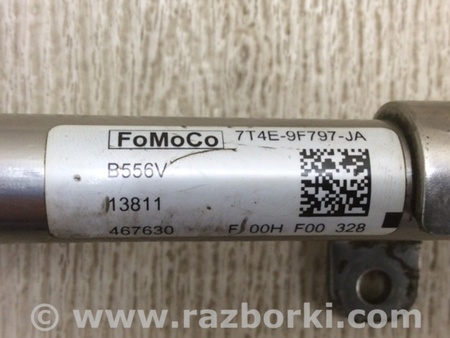 FoMoCo 7T4E-9F797-JA
B556V
13811
467630 F 00H F00 328
© www.razborki.com